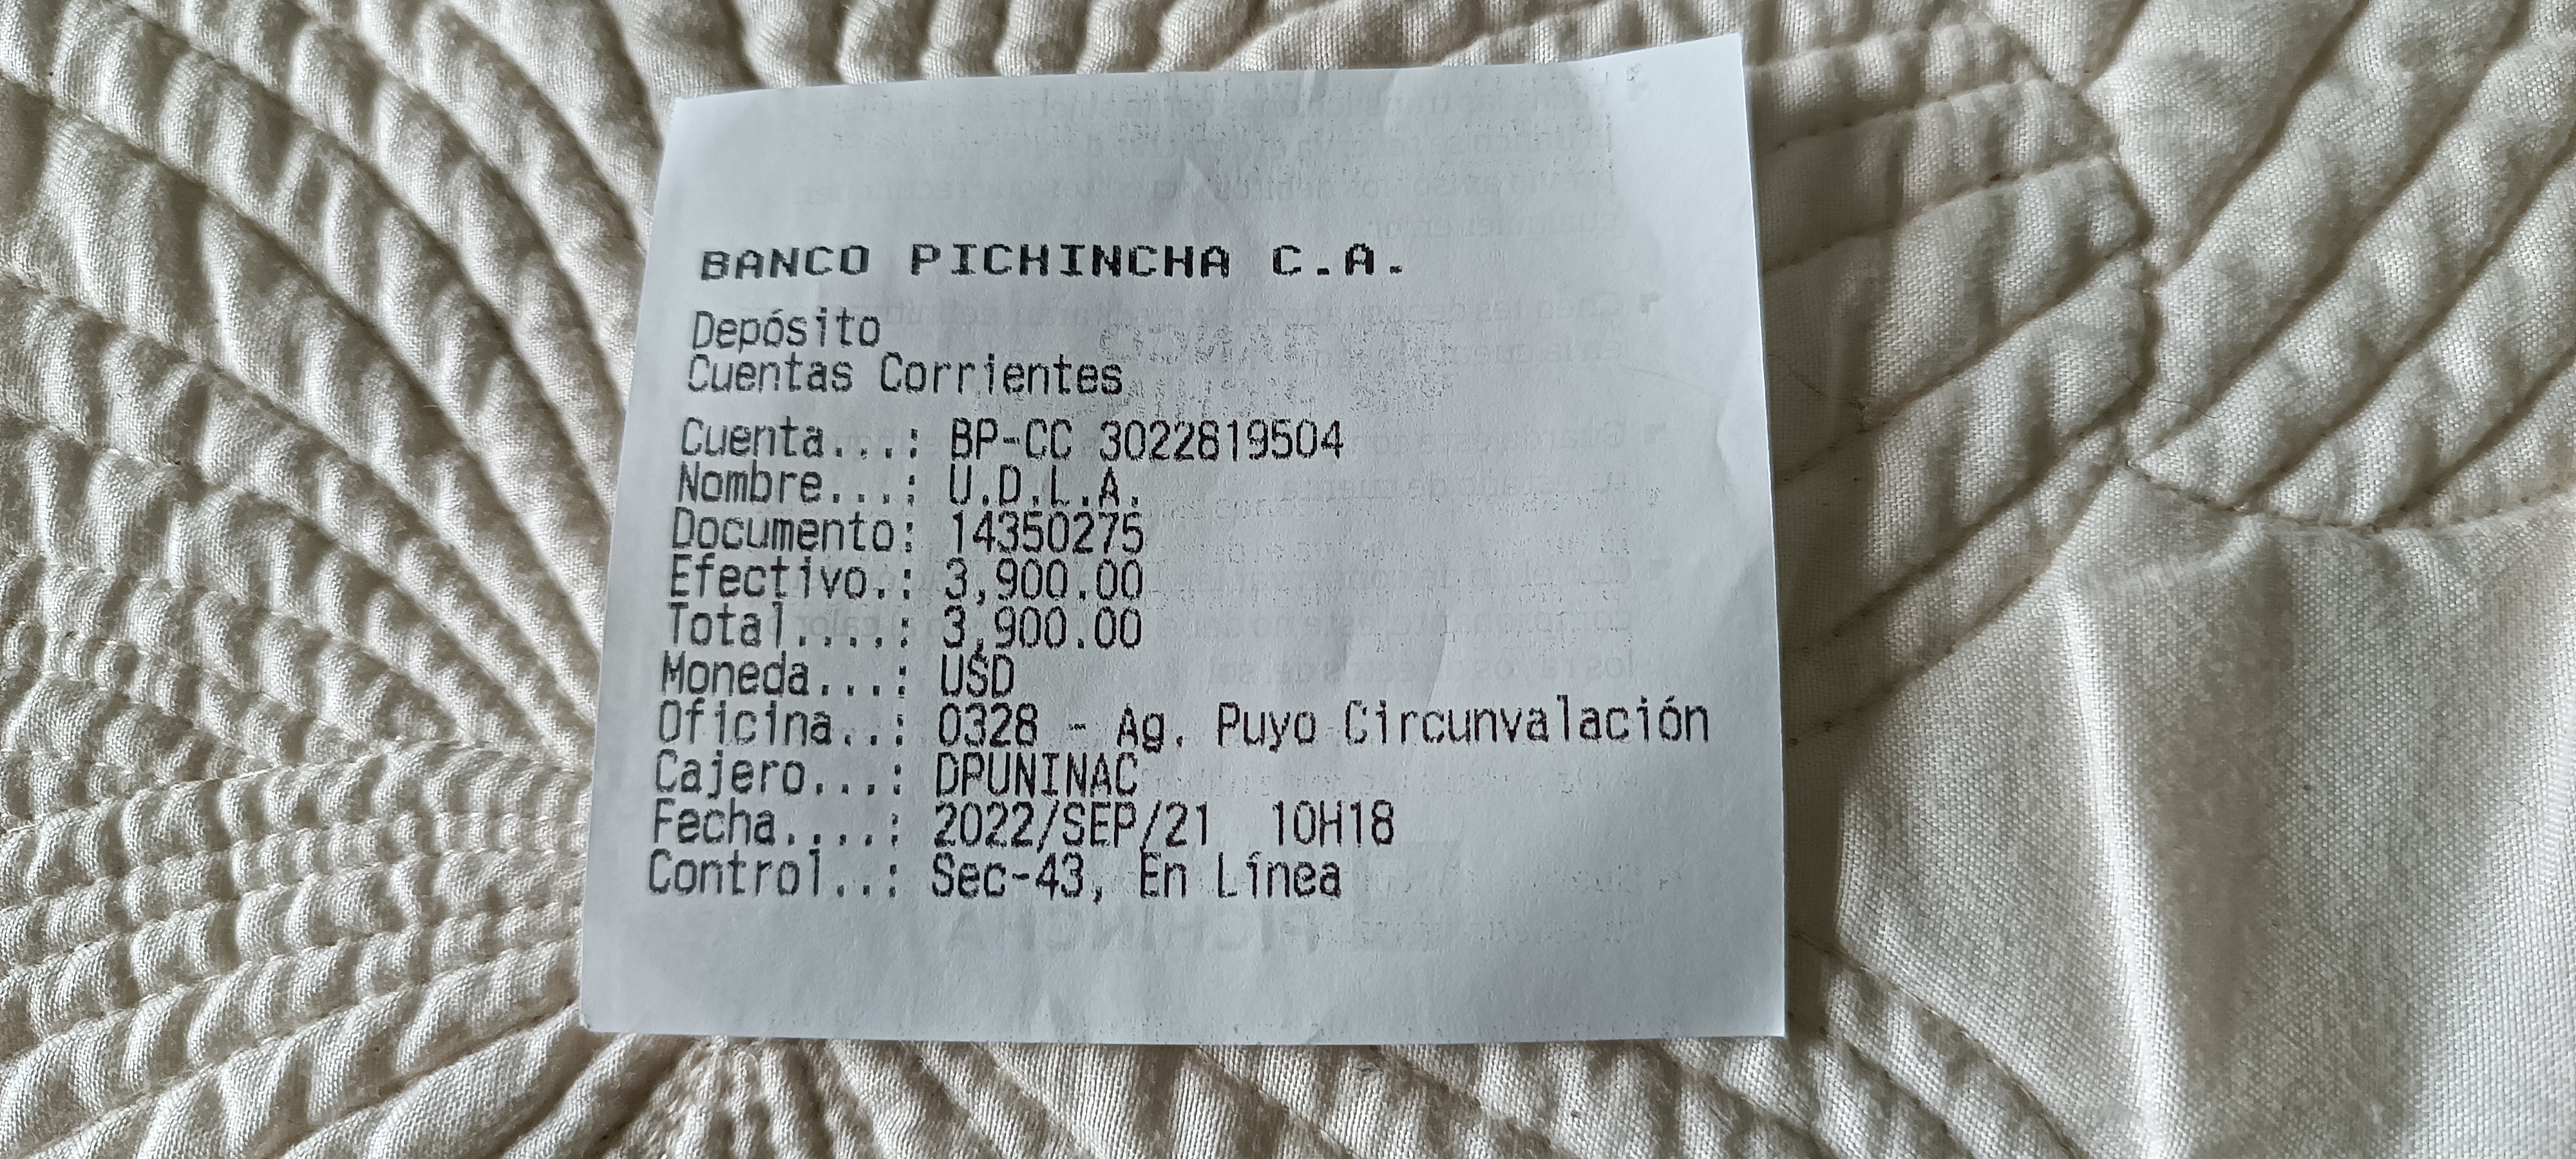 BANCO PICHINCHA C.A.
Depósito
Cuentas Corrientes
Cuenta...: BP-CC 3022819504
Nombre...: U.D.L.A.
Documento: 14350275
Efectivo.: 3,900.00
Total....: 3,900.00
Moneda...: USD
Oficina..: 0328 - Ag. Puyo Circunvalación
Cajero...: DPUNINAC
Fecha....: 2022/SEP/21 10H18
Control..: Sec-43, En Línea